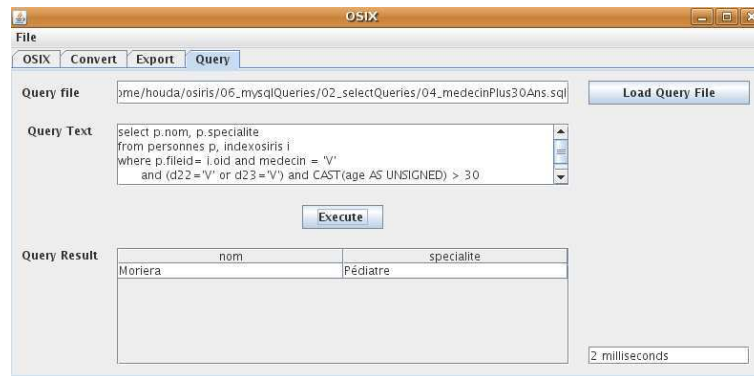 OSIX
File
OSIX Convert Export Query
Query file ome/houda/osiris/06_mysqlQueries/02_selectQueries/04_medecinPlus30Ans.sql Load Query File
Query Text
select p.nom, p.specialite
from personnes p, indexosiris i
where p.fileid= i.oid and medecin = 'V'
and (d22='V' or d23='V') and CAST(age AS UNSIGNED) > 30
Execute
Query Result
nom specialite
Moriera Pédiatre
2 milliseconds